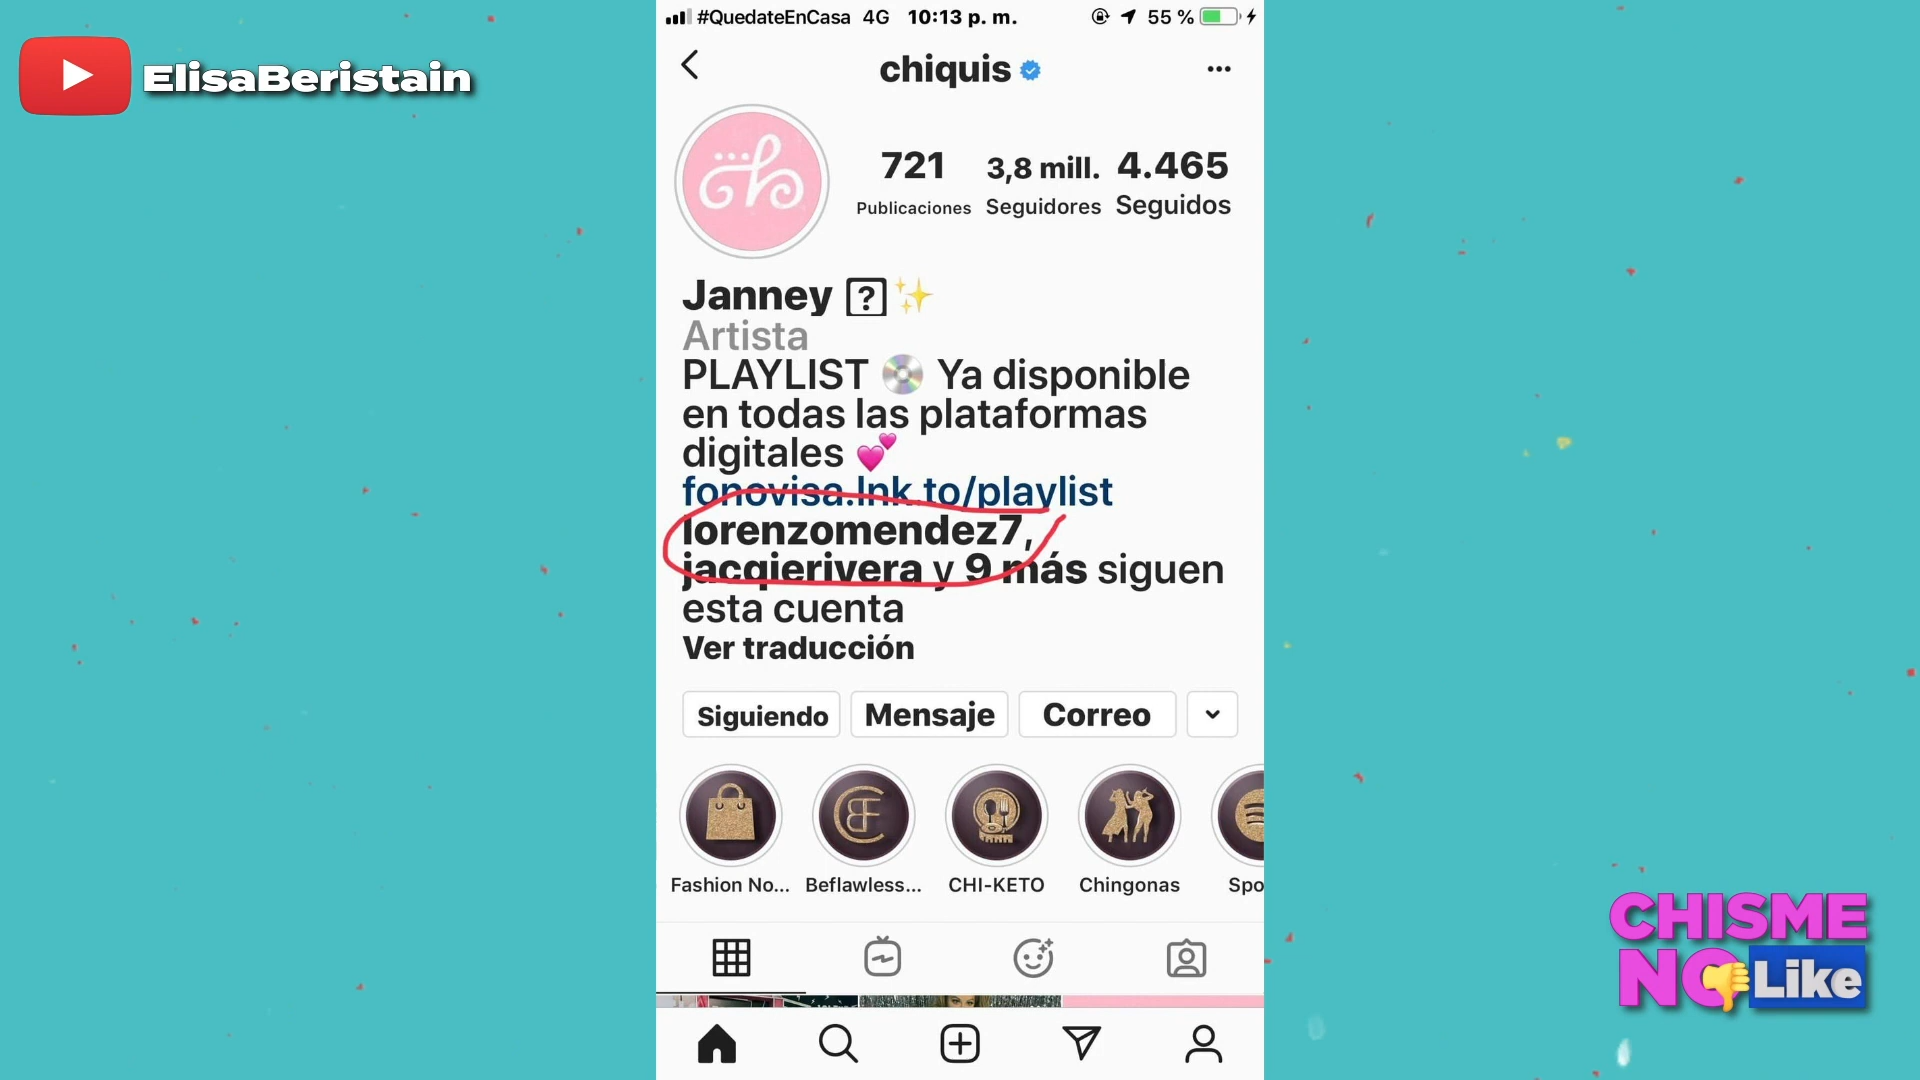 ElisaBeristain
#QuedateEnCasa 4G 10:13 p. m. 55 %
chiquis
721 3,8 mill. 4.465
Publicaciones Seguidores Seguidos
Janney ✨
Artista
PLAYLIST 💿 Ya disponible
en todas las plataformas
digitales 💕
fonovisa.lnk.to/playlist
lorenzomendez7,
jacqierivera y 9 más siguen
esta cuenta
Ver traducción
Siguiendo Mensaje Correo
Fashion No... Beflawless... CHI-KETO Chingonas Spo
CHISME
NO Like